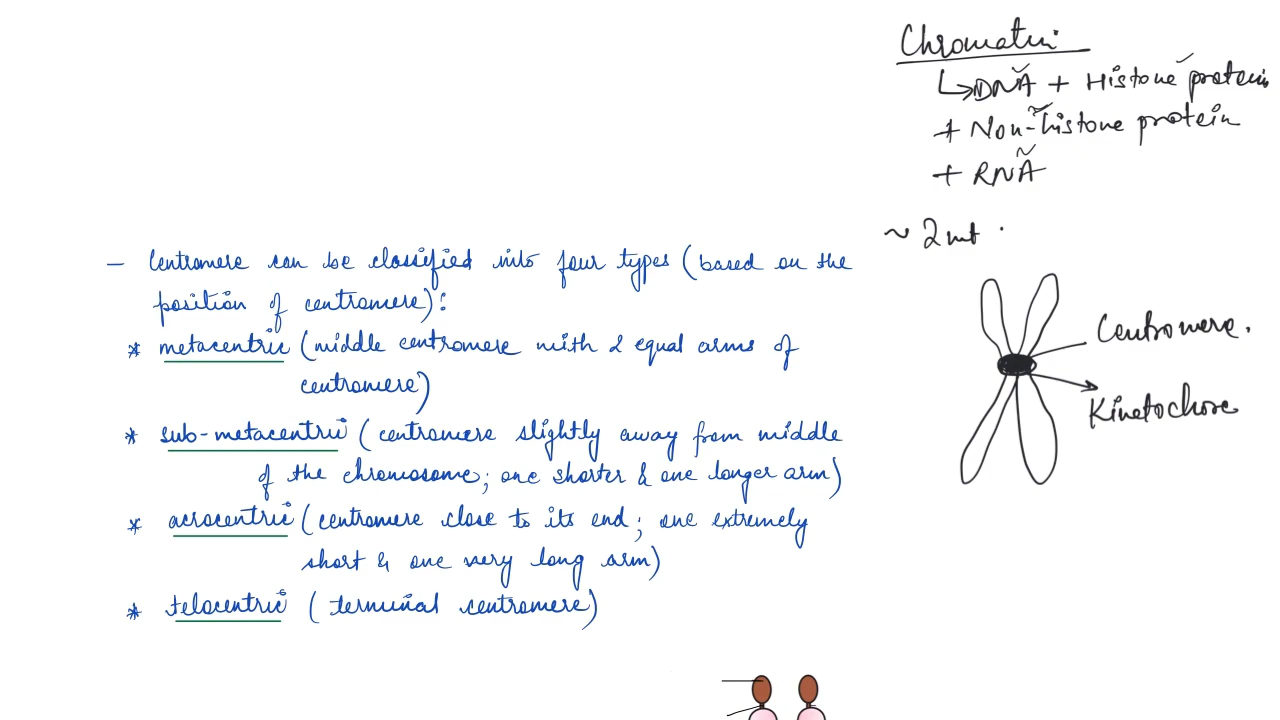 Chromatin
↳ DNA + Histone protein
+ Non-histone protein
+ RNA
~ 2 mt.
– Centromere can be classified into four types (based on the
position of centromere):
* metacentric (middle centromere with 2 equal arms of
centromere)
* sub-metacentric (centromere slightly away from middle
of the chromosome; one shorter & one longer arm)
* acrocentric (centromere close to its end; one extremely
short & one very long arm)
* telocentric (terminal centromere)
Centromere.
Kinetochore